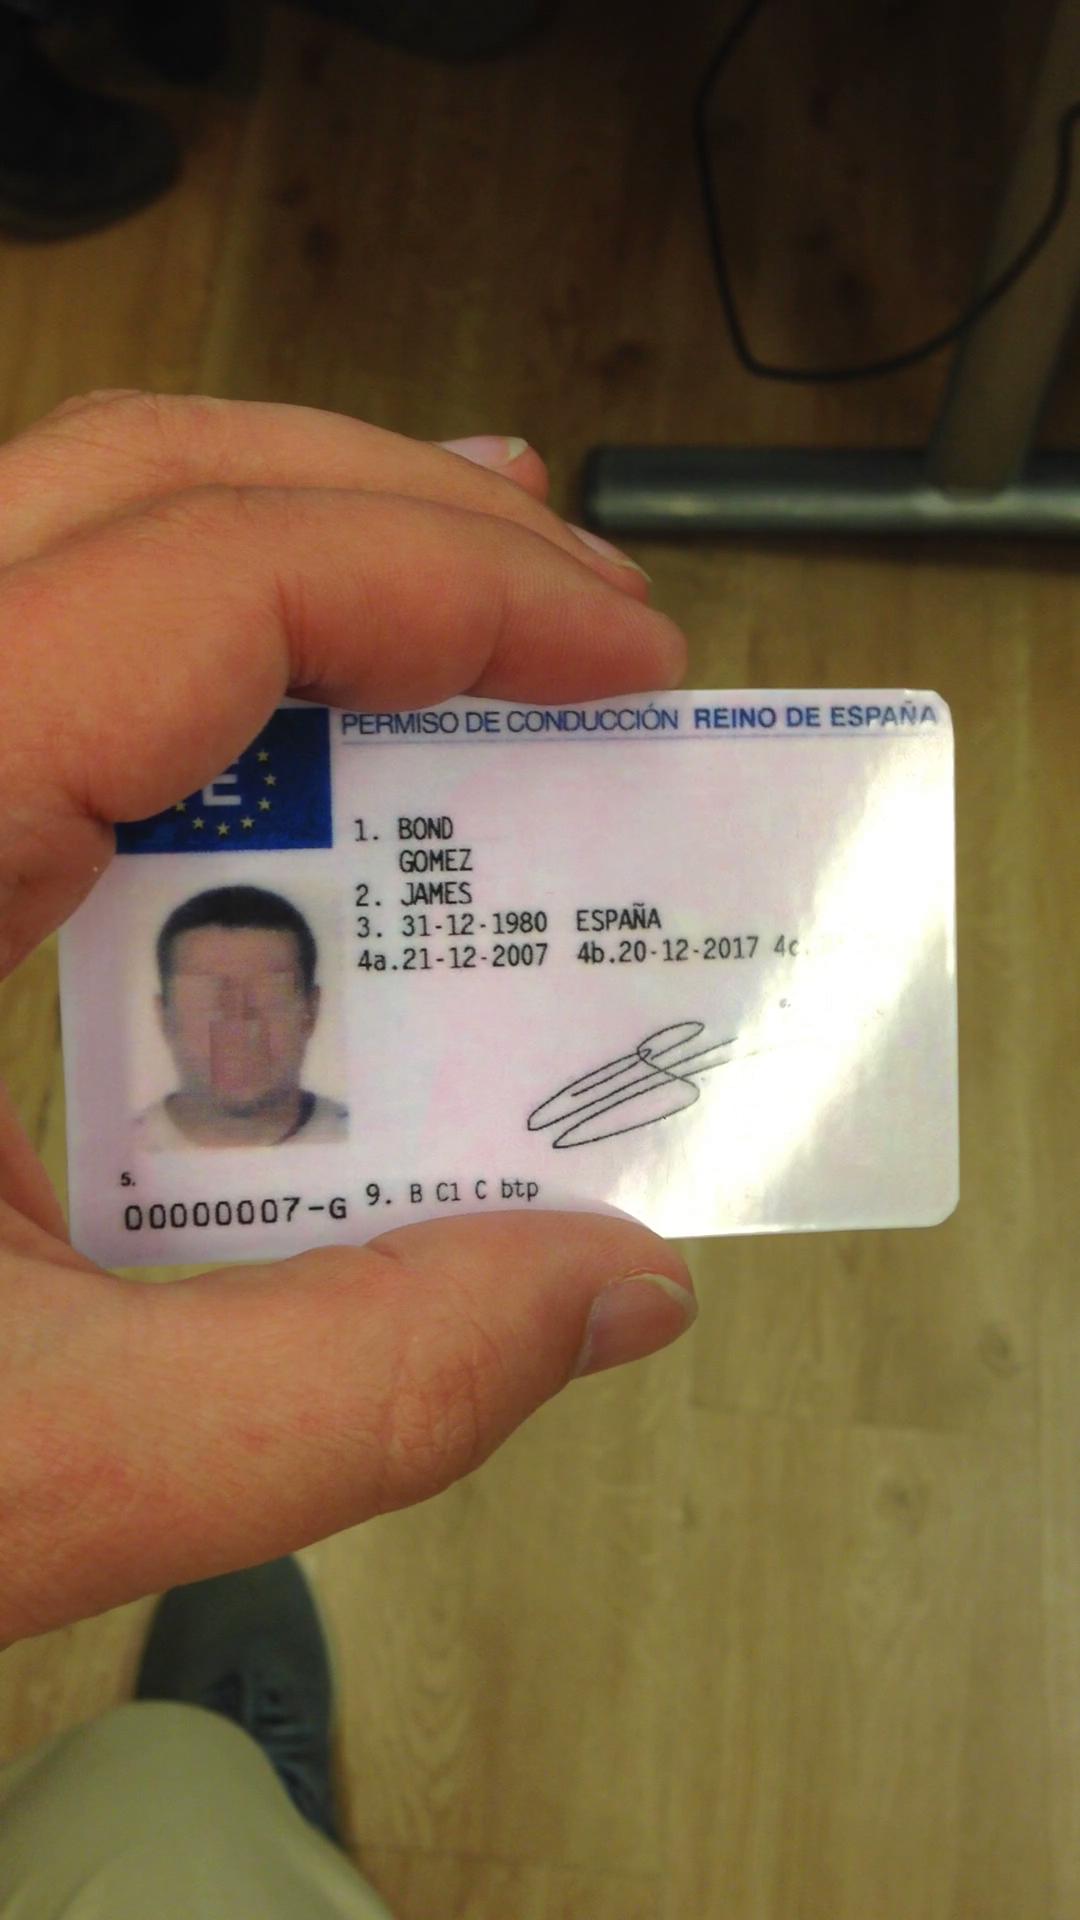 PERMISO DE CONDUCCIÓN REINO DE ESPAÑA
E
1. BOND
GOMEZ
2. JAMES
3. 31-12-1980 ESPAÑA
4a.21-12-2007 4b.20-12-2017 4c.
5.
00000007-G 9. B C1 C btp